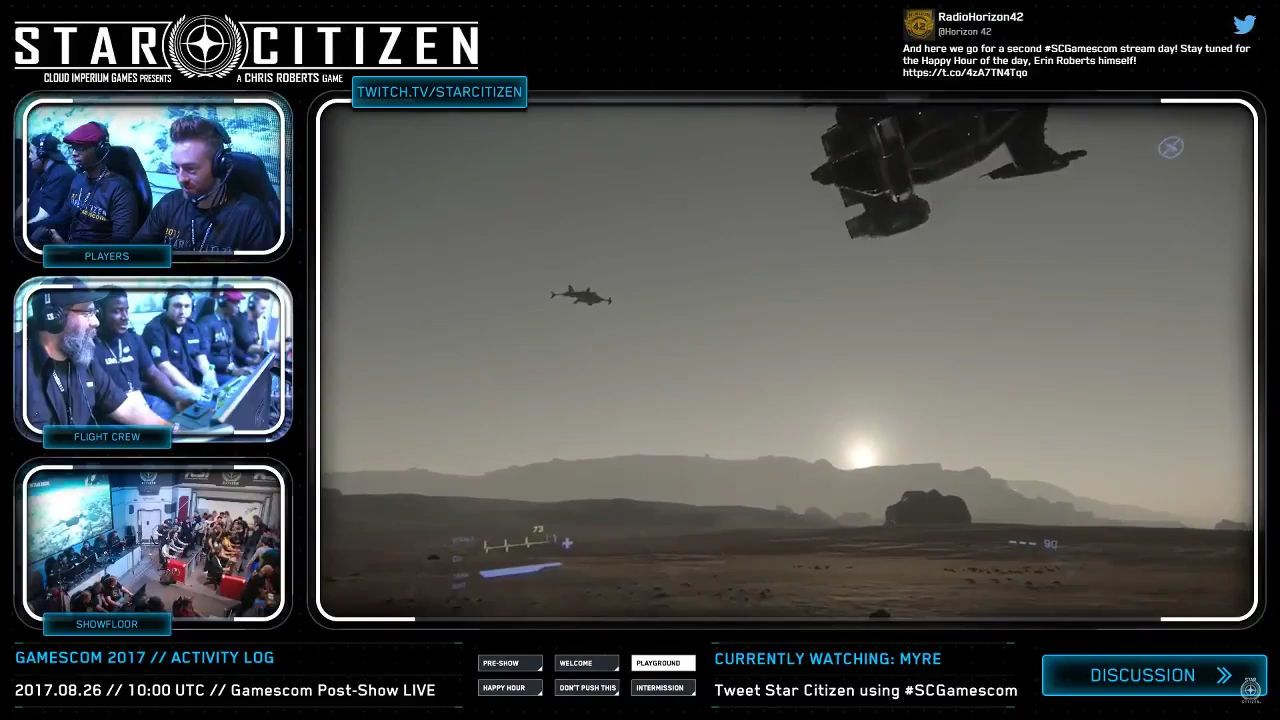 STAR CITIZEN
CLOUD IMPERIUM GAMES PRESENTS
A CHRIS ROBERTS GAME
RadioHorizon42
@Horizon 42
And here we go for a second #SCGamescom stream day! Stay tuned for
the Happy Hour of the day, Erin Roberts himself!
https://t.co/4zA7TN4Tqo
TWITCH.TV/STARCITIZEN
PLAYERS
FLIGHT CREW
SHOWFLOOR
73
90
GAMESCOM 2017 // ACTIVITY LOG
2017.08.26 // 10:00 UTC // Gamescom Post-Show LIVE
PRE-SHOW
WELCOME
PLAYGROUND
HAPPY HOUR
DON'T PUSH THIS
INTERMISSION
CURRENTLY WATCHING: MYRE
Tweet Star Citizen using #SCGamescom
DISCUSSION